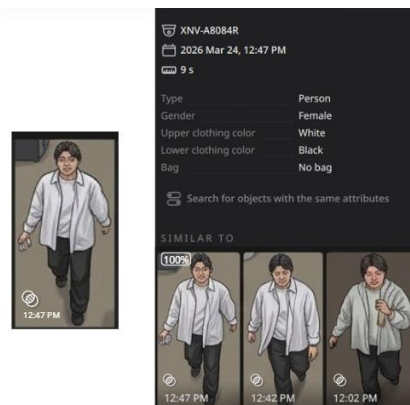 XNV-A8084R
2026 Mar 24, 12:47 PM
9 s
Type Person
Gender Female
Upper clothing color White
Lower clothing color Black
Bag No bag
Search for objects with the same attributes
SIMILAR TO
100%
12:47 PM
12:47 PM
12:42 PM
12:02 PM